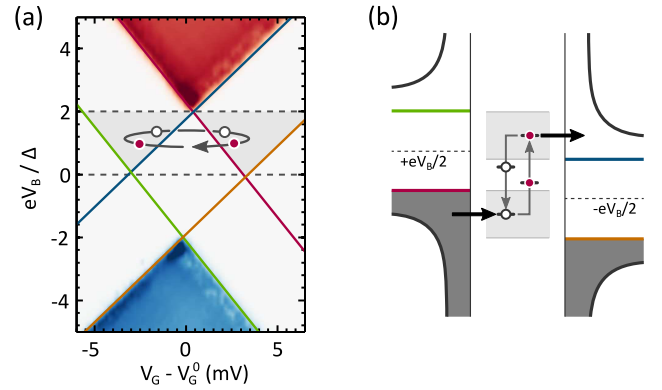 (a)
(b)
4
2
0
-2
-4
eV_B / Δ
-5
0
5
V_G - V_G^0 (mV)
+eV_B/2
-eV_B/2